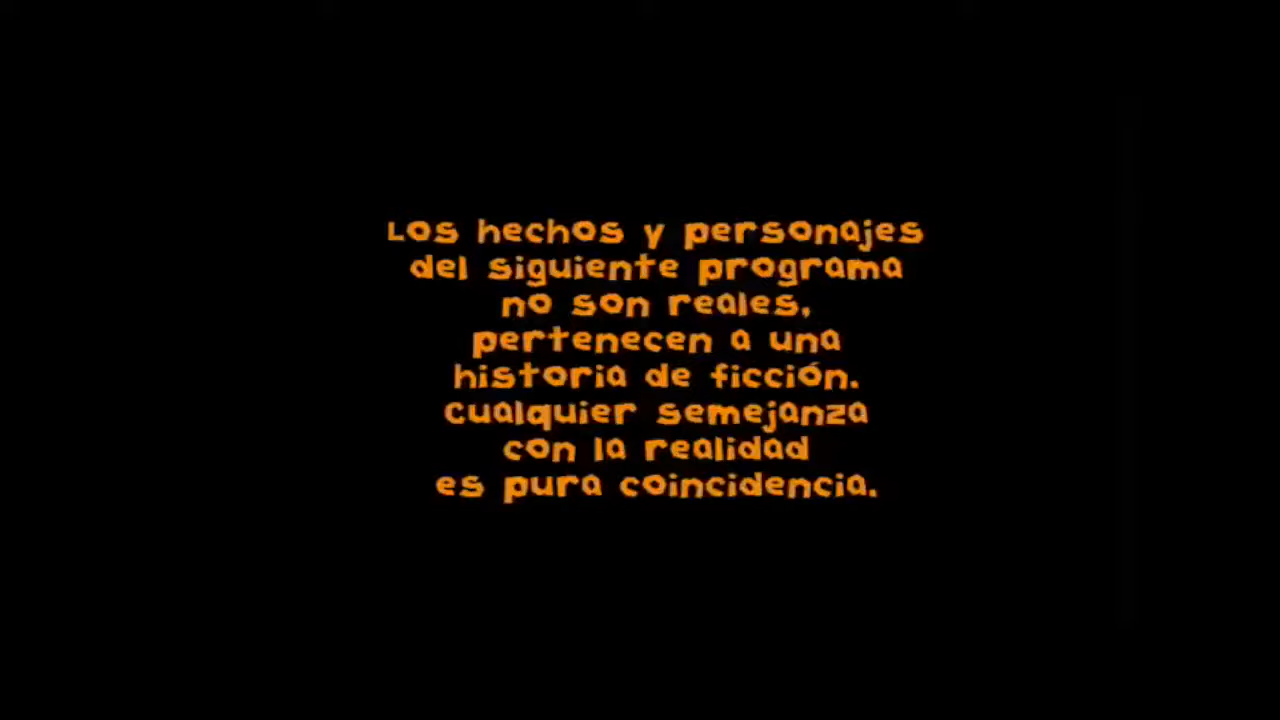 Los hechos y personajes
del siguiente programa
no son reales,
pertenecen a una
historia de ficción.
cualquier semejanza
con la realidad
es pura coincidencia.